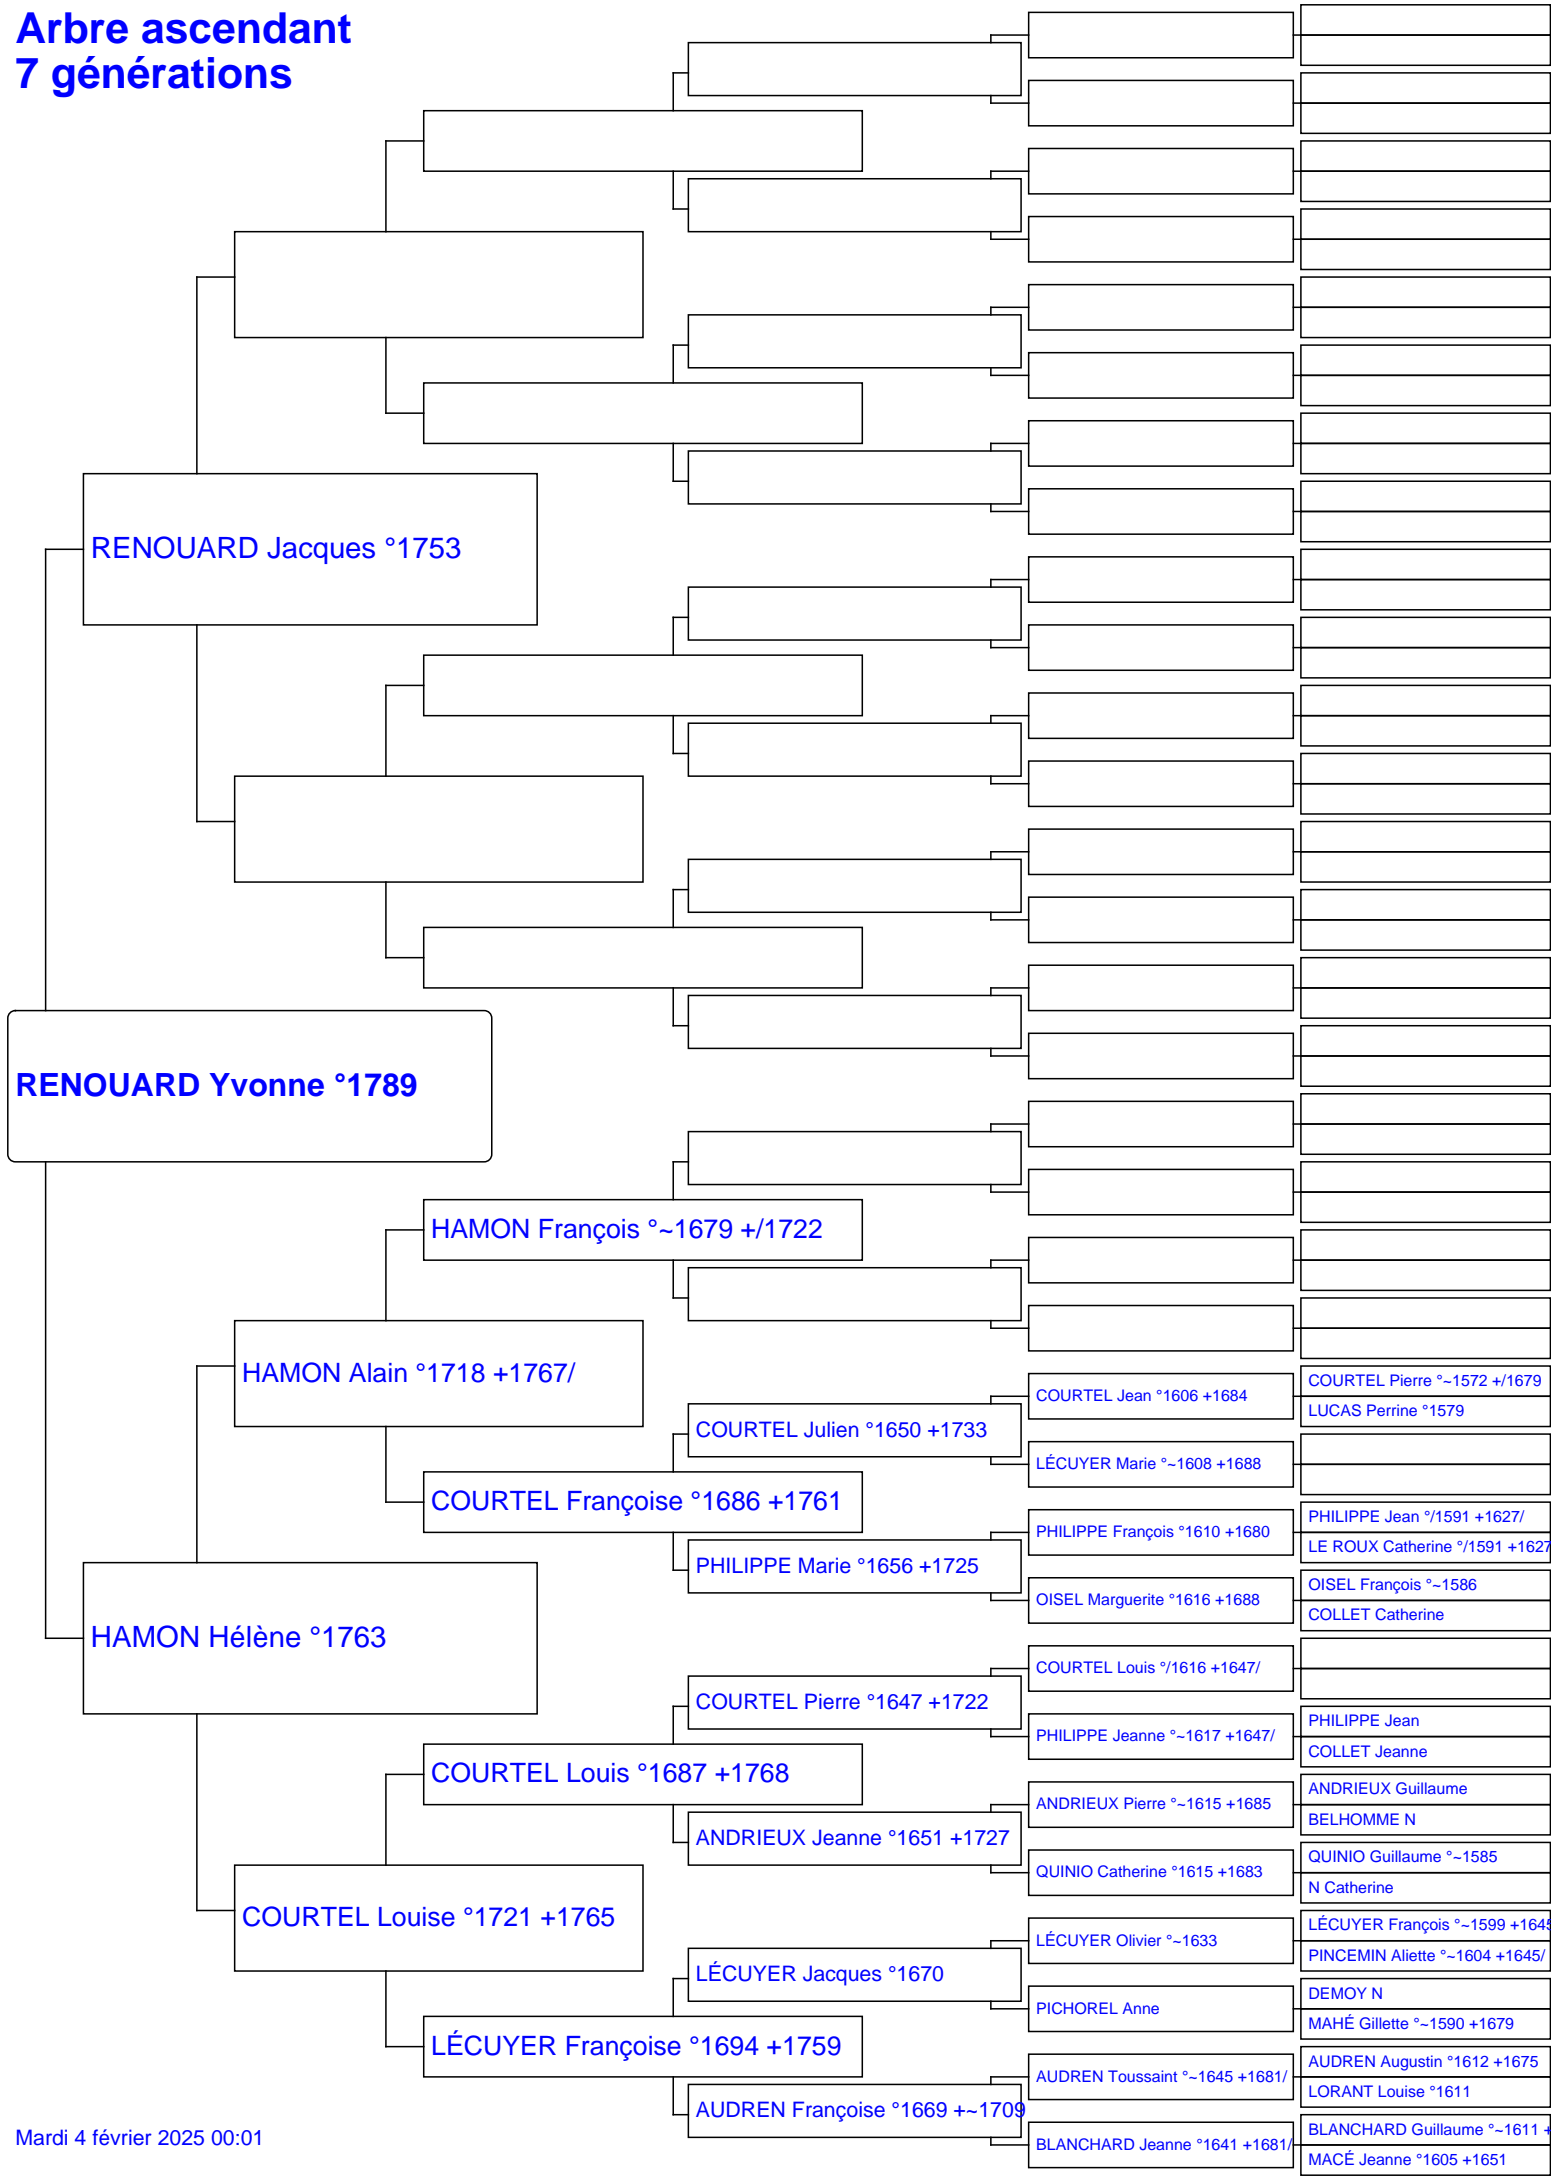 Arbre ascendant
7 générations
RENOUARD Jacques °1753
RENOUARD Yvonne °1789
HAMON François °~1679 +/1722
HAMON Alain °1718 +1767/
COURTEL Pierre °~1572 +/1679
COURTEL Jean °1606 +1684
LUCAS Perrine °1579
COURTEL Julien °1650 +1733
LÉCUYER Marie °~1608 +1688
COURTEL Françoise °1686 +1761
PHILIPPE Jean °/1591 +1627/
PHILIPPE François °1610 +1680
LE ROUX Catherine °/1591 +1627
PHILIPPE Marie °1656 +1725
OISEL François °~1586
OISEL Marguerite °1616 +1688
COLLET Catherine
HAMON Hélène °1763
COURTEL Louis °/1616 +1647/
COURTEL Pierre °1647 +1722
PHILIPPE Jean
PHILIPPE Jeanne °~1617 +1647/
COLLET Jeanne
COURTEL Louis °1687 +1768
ANDRIEUX Guillaume
ANDRIEUX Pierre °~1615 +1685
BELHOMME N
ANDRIEUX Jeanne °1651 +1727
QUINIO Guillaume °~1585
QUINIO Catherine °1615 +1683
N Catherine
COURTEL Louise °1721 +1765
LÉCUYER François °~1599 +1645
LÉCUYER Olivier °~1633
PINCEMIN Aliette °~1604 +1645/
LÉCUYER Jacques °1670
DEMOY N
PICHOREL Anne
MAHÉ Gillette °~1590 +1679
LÉCUYER Françoise °1694 +1759
AUDREN Augustin °1612 +1675
AUDREN Toussaint °~1645 +1681/
LORANT Louise °1611
AUDREN Françoise °1669 +~1709
BLANCHARD Guillaume °~1611 +
BLANCHARD Jeanne °1641 +1681/
MACÉ Jeanne °1605 +1651
Mardi 4 février 2025 00:01